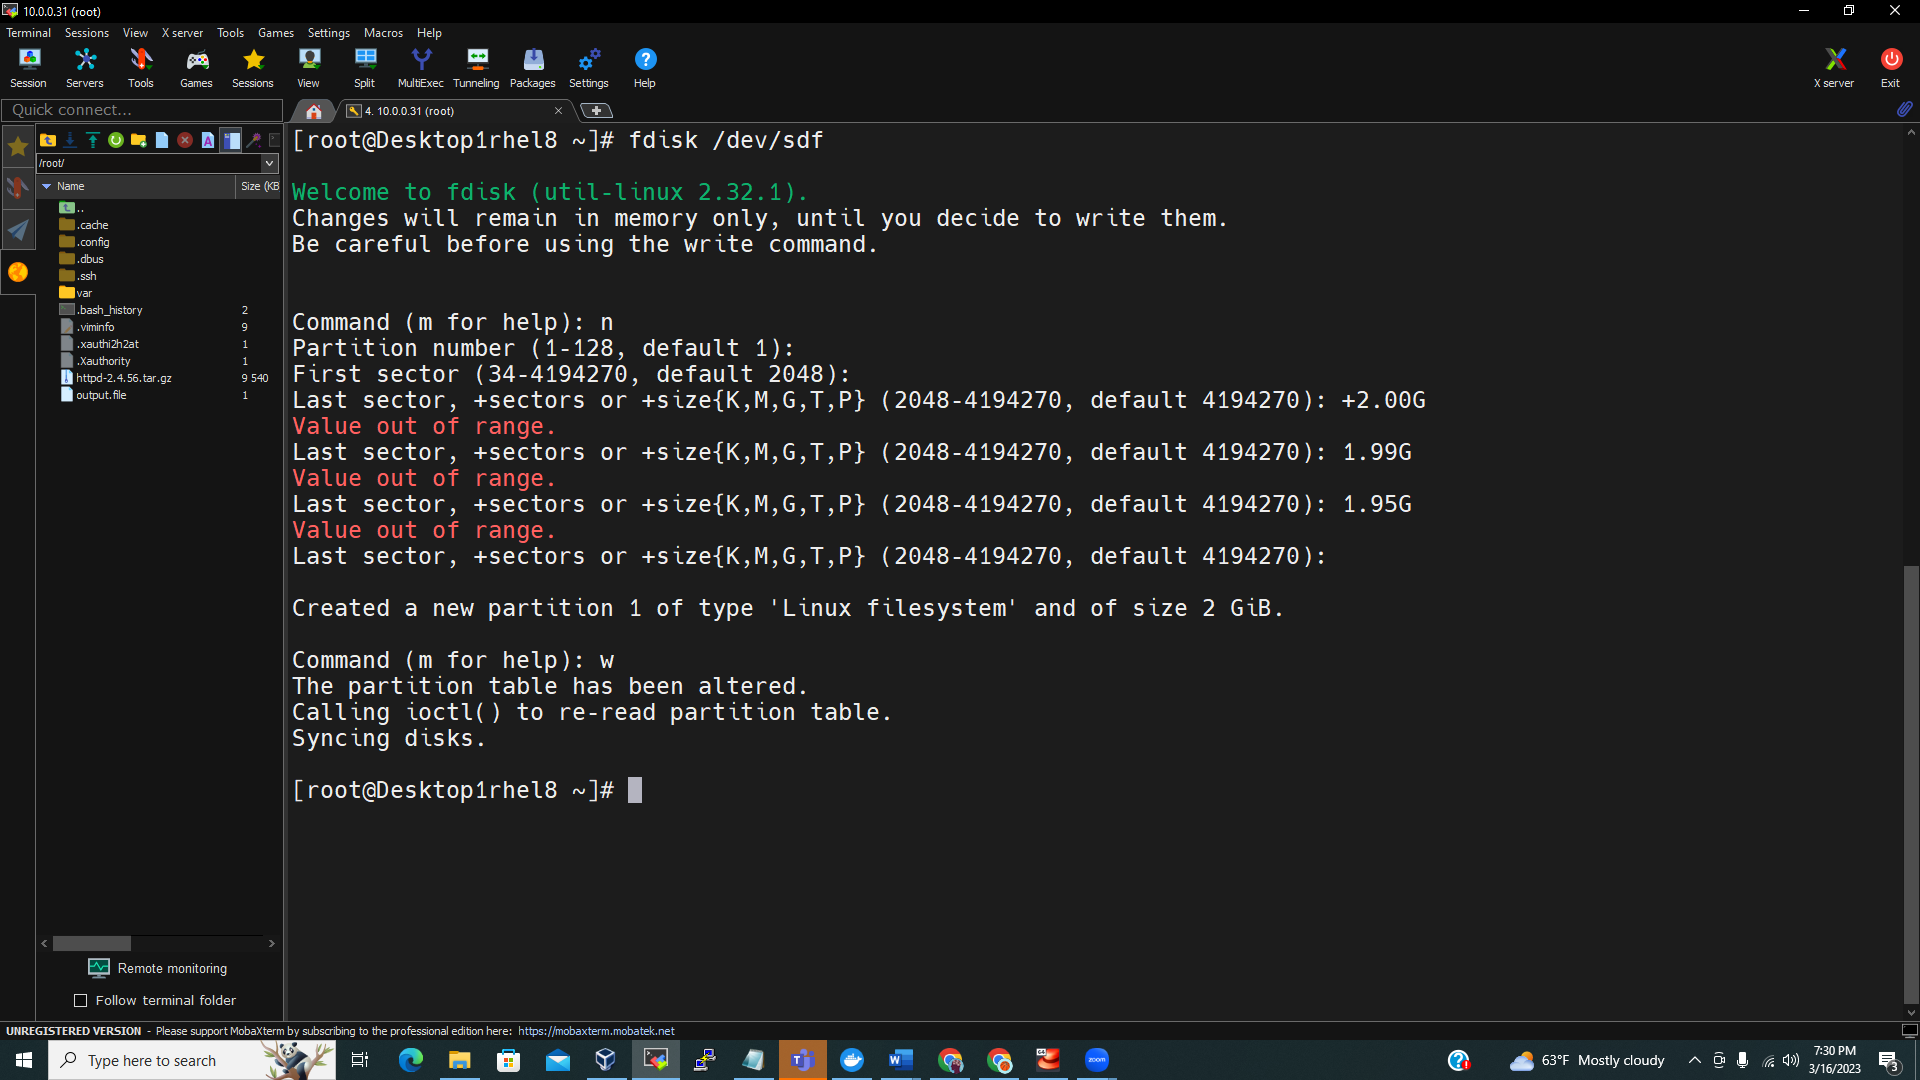 10.0.0.31 (root)
Terminal Sessions View X server Tools Games Settings Macros Help
Session Servers Tools Games Sessions View Split MultiExec Tunneling Packages Settings Help X server Exit
Quick connect...
4. 10.0.0.31 (root)
/root/
Name Size (KB
..
.cache
.config
.dbus
.ssh
var
.bash_history 2
.viminfo 9
.xauthi2h2at 1
.Xauthority 1
httpd-2.4.56.tar.gz 9 540
output.file 1
Remote monitoring
Follow terminal folder
[root@Desktop1rhel8 ~]# fdisk /dev/sdf
Welcome to fdisk (util-linux 2.32.1).
Changes will remain in memory only, until you decide to write them.
Be careful before using the write command.
Command (m for help): n
Partition number (1-128, default 1):
First sector (34-4194270, default 2048):
Last sector, +sectors or +size{K,M,G,T,P} (2048-4194270, default 4194270): +2.00G
Value out of range.
Last sector, +sectors or +size{K,M,G,T,P} (2048-4194270, default 4194270): 1.99G
Value out of range.
Last sector, +sectors or +size{K,M,G,T,P} (2048-4194270, default 4194270): 1.95G
Value out of range.
Last sector, +sectors or +size{K,M,G,T,P} (2048-4194270, default 4194270):
Created a new partition 1 of type 'Linux filesystem' and of size 2 GiB.
Command (m for help): w
The partition table has been altered.
Calling ioctl() to re-read partition table.
Syncing disks.
[root@Desktop1rhel8 ~]#
UNREGISTERED VERSION - Please support MobaXterm by subscribing to the professional edition here: https://mobaxterm.mobatek.net
Type here to search
zoom
63°F Mostly cloudy
7:30 PM
3/16/2023
3